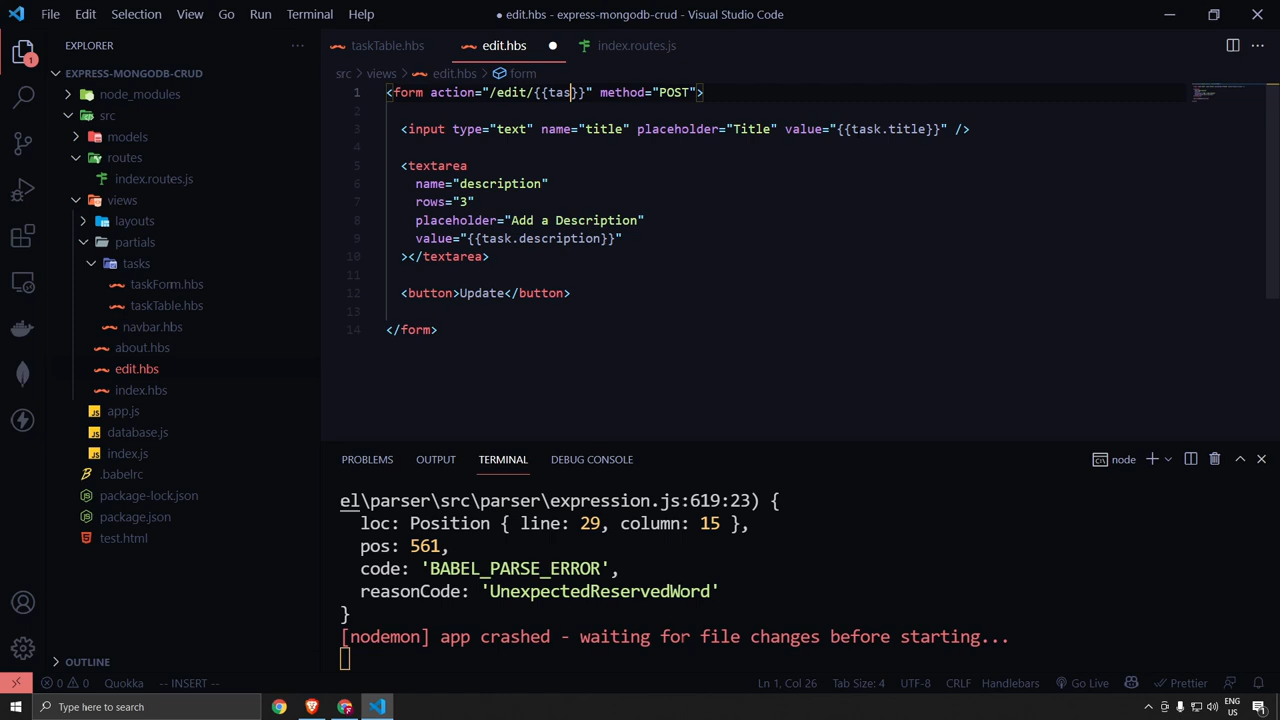 File Edit Selection View Go Run Terminal Help
● edit.hbs - express-mongodb-crud - Visual Studio Code
EXPLORER
taskTable.hbs
edit.hbs
index.routes.js
EXPRESS-MONGODB-CRUD
node_modules
src
models
routes
index.routes.js
views
layouts
partials
tasks
taskForm.hbs
taskTable.hbs
navbar.hbs
about.hbs
edit.hbs
index.hbs
app.js
database.js
index.js
.babelrc
package-lock.json
package.json
test.html
OUTLINE
1
src > views > edit.hbs > form
1 <form action="/edit/{{tas}}" method="POST">
2
3 <input type="text" name="title" placeholder="Title" value="{{task.title}}" />
4
5 <textarea
6 name="description"
7 rows="3"
8 placeholder="Add a Description"
9 value="{{task.description}}"
10 ></textarea>
11
12 <button>Update</button>
13
14 </form>
PROBLEMS OUTPUT TERMINAL DEBUG CONSOLE
node
el\parser\src\parser\expression.js:619:23) {
loc: Position { line: 29, column: 15 },
pos: 561,
code: 'BABEL_PARSE_ERROR',
reasonCode: 'UnexpectedReservedWord'
}
[nodemon] app crashed - waiting for file changes before starting...
0 0 Quokka -- INSERT --
Ln 1, Col 26 Tab Size: 4 UTF-8 CRLF Handlebars Go Live Prettier
Type here to search
ENG
US